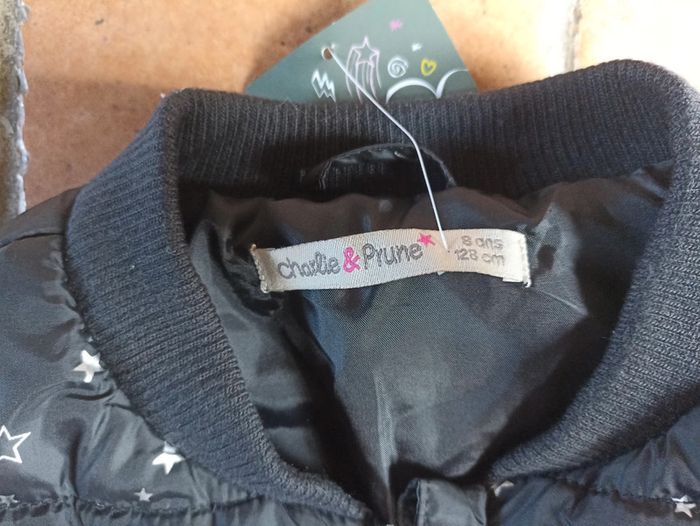 charlie & Prune
8 ans
128 cm